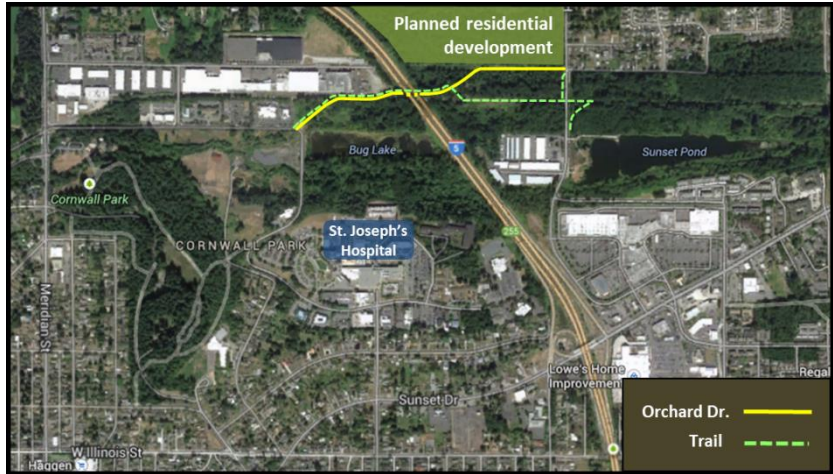 Planned residential
development
Bug Lake
5
Sunset Pond
Cornwall Park
CORNWALL PARK
St. Joseph's
Hospital
255
Meridian St
Lowe's Home
Improvement
Regal
Sunset Dr
Orchard Dr.
Trail
W Illinois St
Haggen